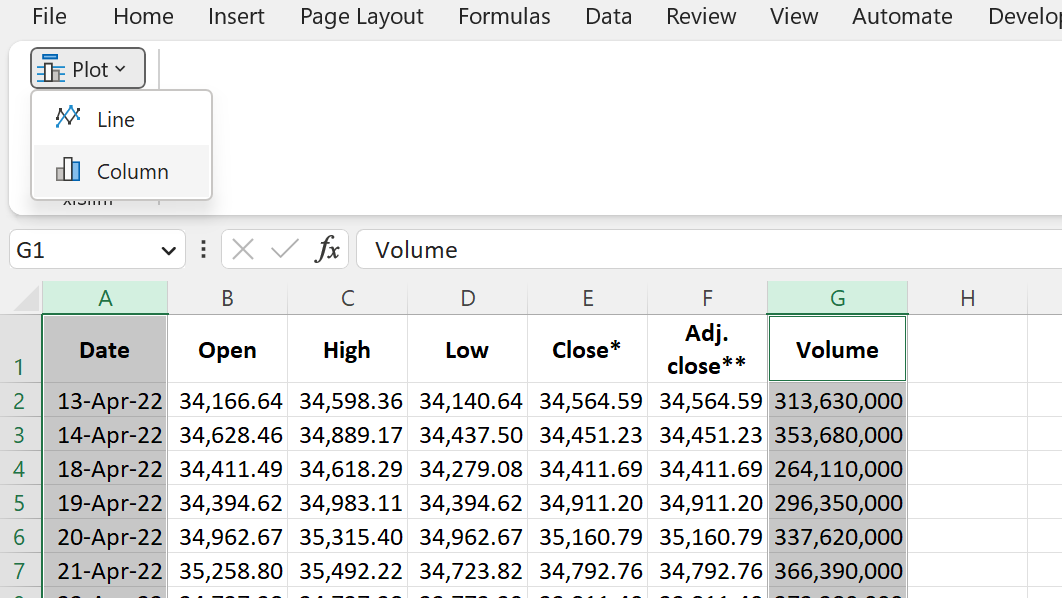 File Home Insert Page Layout Formulas Data Review View Automate
Plot
Line
Column
xlSlim
G1 fx Volume
A B C D E F G H
1 Date Open High Low Close* Adj. close** Volume
2 13-Apr-22 34,166.64 34,598.36 34,140.64 34,564.59 34,564.59 313,630,000
3 14-Apr-22 34,628.46 34,889.17 34,437.50 34,451.23 34,451.23 353,680,000
4 18-Apr-22 34,411.49 34,618.29 34,279.08 34,411.69 34,411.69 264,110,000
5 19-Apr-22 34,394.62 34,983.11 34,394.62 34,911.20 34,911.20 296,350,000
6 20-Apr-22 34,962.67 35,315.40 34,962.67 35,160.79 35,160.79 337,620,000
7 21-Apr-22 35,258.80 35,492.22 34,723.82 34,792.76 34,792.76 366,390,000